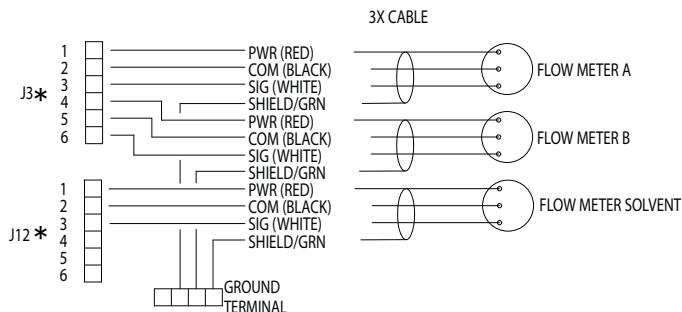 3X CABLE
1
2
3
4
5
6
J3*
PWR (RED)
COM (BLACK)
SIG (WHITE)
SHIELD/GRN
PWR (RED)
COM (BLACK)
SIG (WHITE)
SHIELD/GRN
FLOW METER A
FLOW METER B
1
2
3
4
5
6
J12*
PWR (RED)
COM (BLACK)
SIG (WHITE)
SHIELD/GRN
FLOW METER SOLVENT
GROUND
TERMINAL